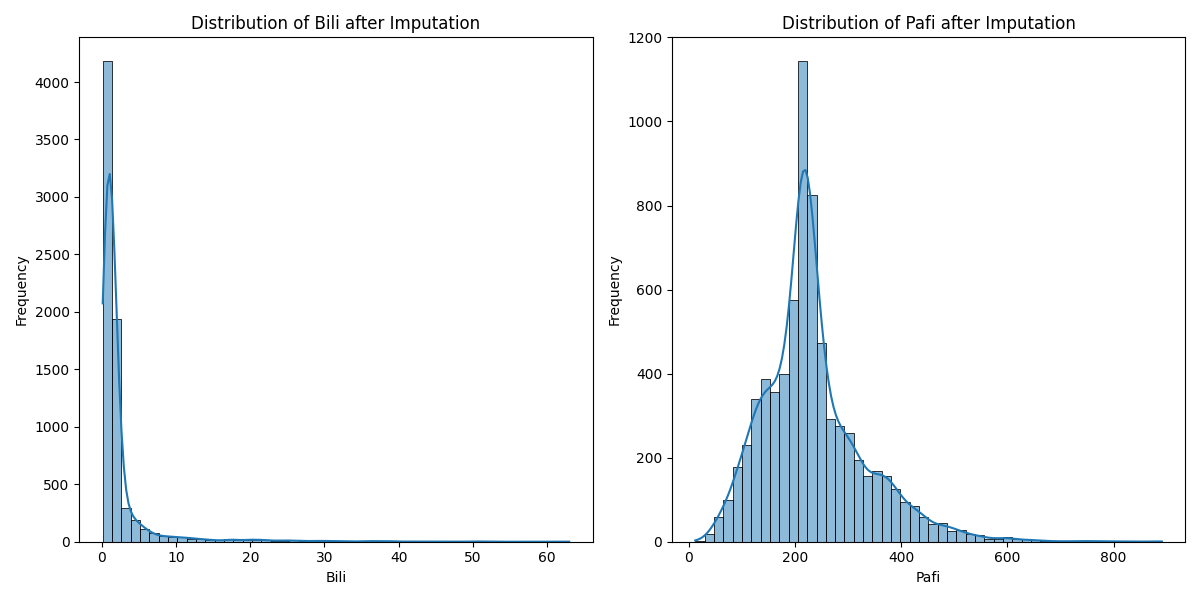 Distribution of Bili after Imputation
Frequency
4000
3500
3000
2500
2000
1500
1000
500
0
0 10 20 30 40 50 60
Bili
Distribution of Pafi after Imputation
Frequency
1200
1000
800
600
400
200
0
0 200 400 600 800
Pafi